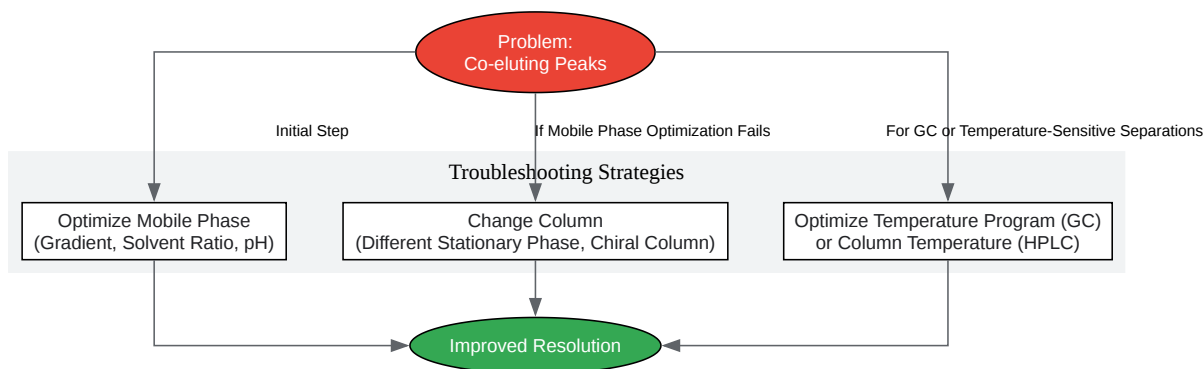 Problem:
Co-eluting Peaks
Initial Step
If Mobile Phase Optimization Fails
For GC or Temperature-Sensitive Separations
Troubleshooting Strategies
Optimize Mobile Phase
(Gradient, Solvent Ratio, pH)
Change Column
(Different Stationary Phase, Chiral Column)
Optimize Temperature Program (GC)
or Column Temperature (HPLC)
Improved Resolution